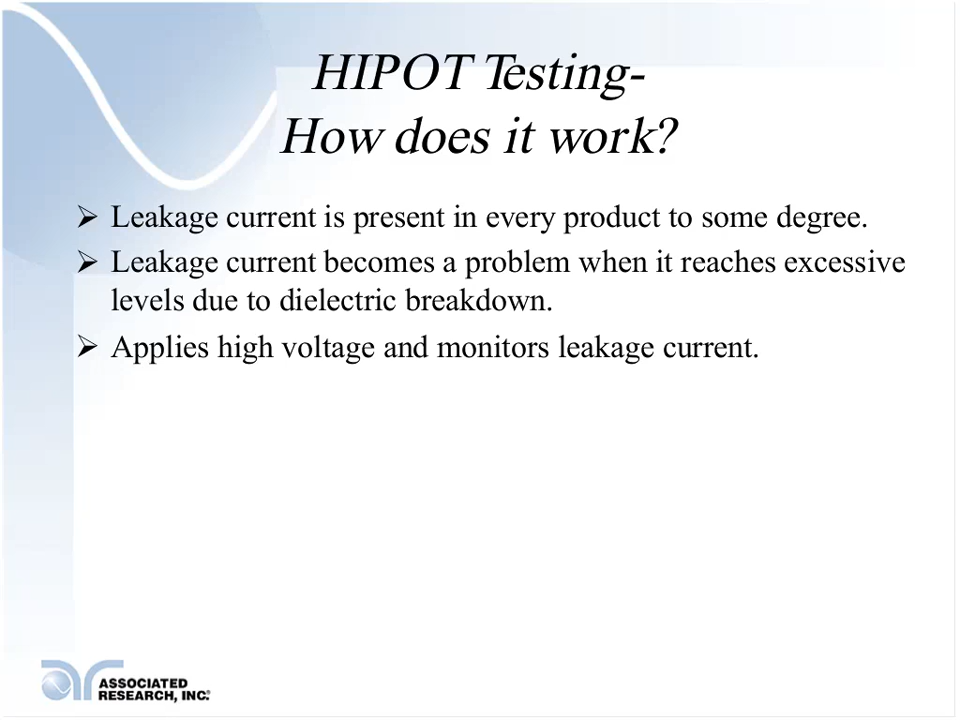 HIPOT Testing-
How does it work?
➢ Leakage current is present in every product to some degree.
➢ Leakage current becomes a problem when it reaches excessive
levels due to dielectric breakdown.
➢ Applies high voltage and monitors leakage current.
ar
ASSOCIATED
RESEARCH, INC.®